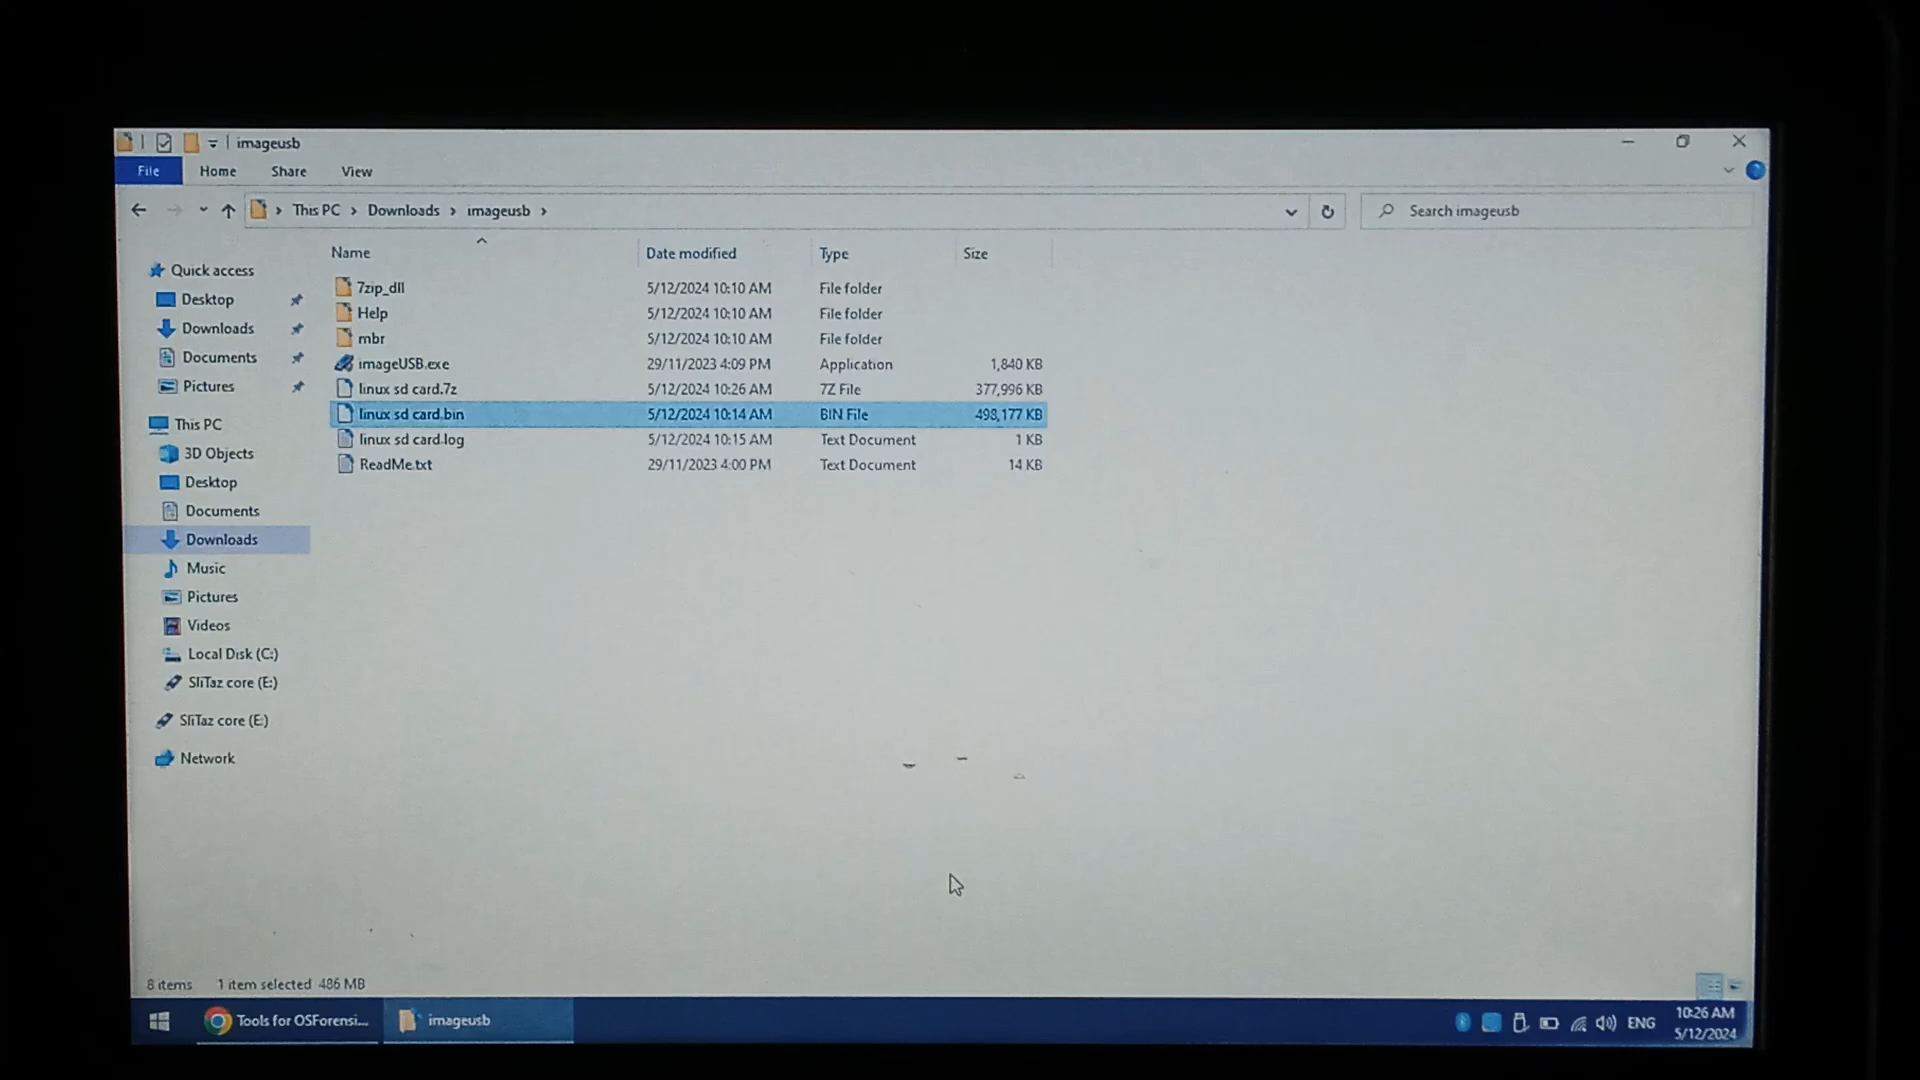 imageusb
File Home Share View
This PC Downloads imageusb Search imageusb
Name Date modified Type Size
Quick access
Desktop
Downloads
Documents
Pictures
This PC
3D Objects
Desktop
Documents
Downloads
Music
Pictures
Videos
Local Disk (C:)
SliTaz core (E:)
SliTaz core (E:)
Network
7zip_dll 5/12/2024 10:10 AM File folder
Help 5/12/2024 10:10 AM File folder
mbr 5/12/2024 10:10 AM File folder
imageUSB.exe 29/11/2023 4:09 PM Application 1,840 KB
linux sd card.7z 5/12/2024 10:26 AM 7Z File 377,996 KB
linux sd card.bin 5/12/2024 10:14 AM BIN File 498,177 KB
linux sd card.log 5/12/2024 10:15 AM Text Document 1 KB
ReadMe.txt 29/11/2023 4:00 PM Text Document 14 KB
8 items 1 item selected 486 MB
Tools for OSForensi... imageusb ENG 10:26 AM
5/12/2024